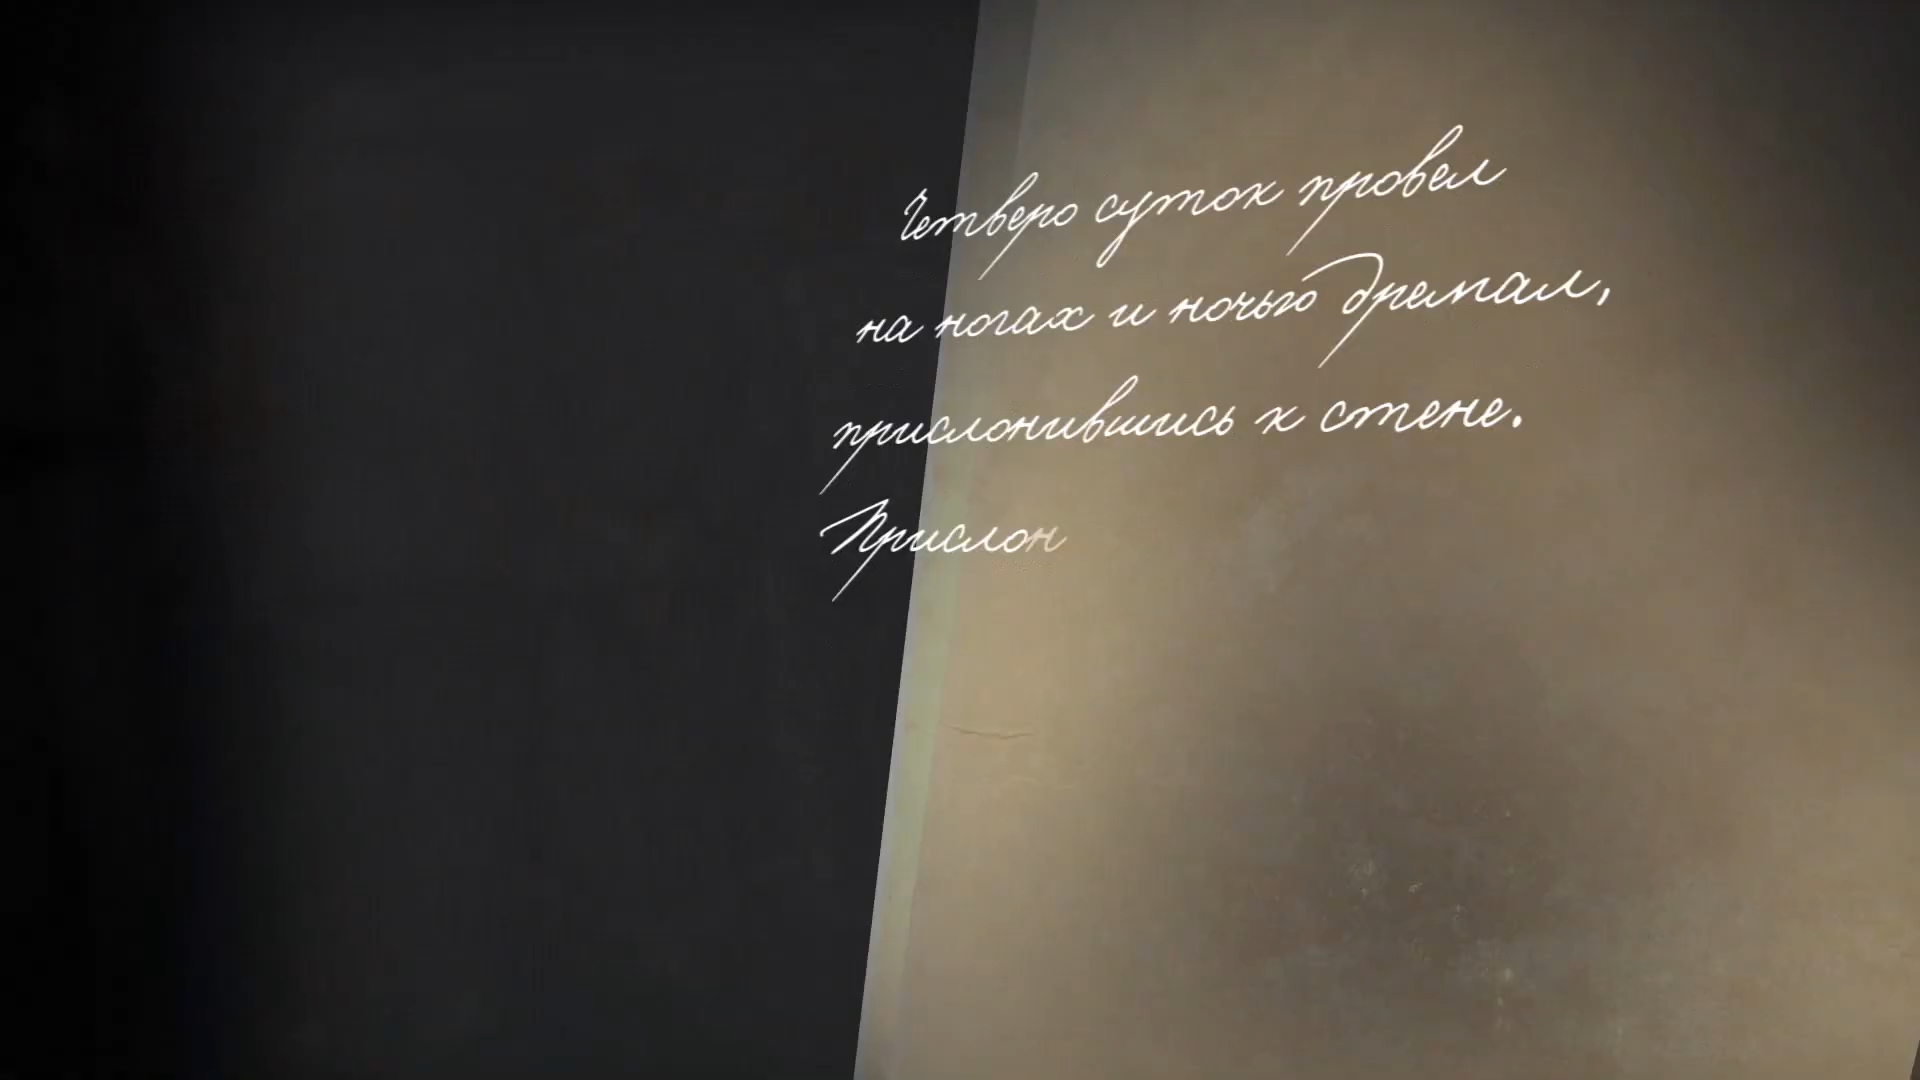 Четверо суток провел
на ногах и ночью дремал,
прислонившись к стене.
Прислон